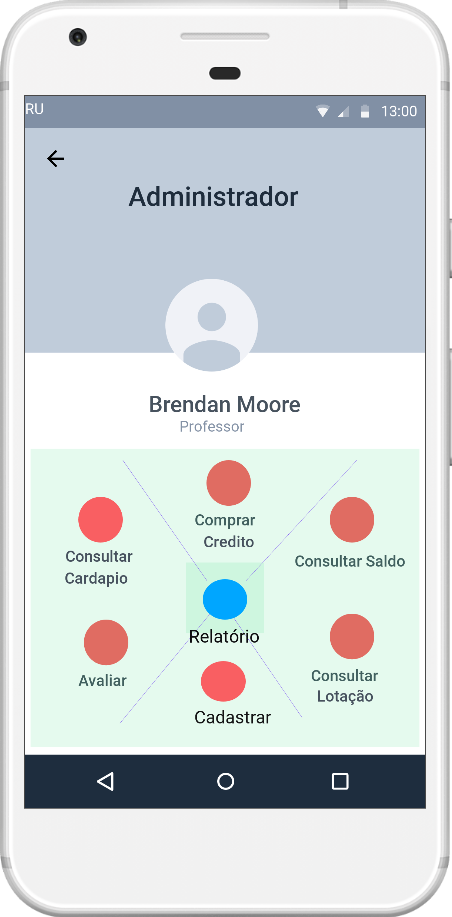 RU
13:00
Administrador
Brendan Moore
Professor
Comprar
Credito
Consultar
Cardapio
Consultar Saldo
Relatório
Avaliar
Consultar
Lotação
Cadastrar